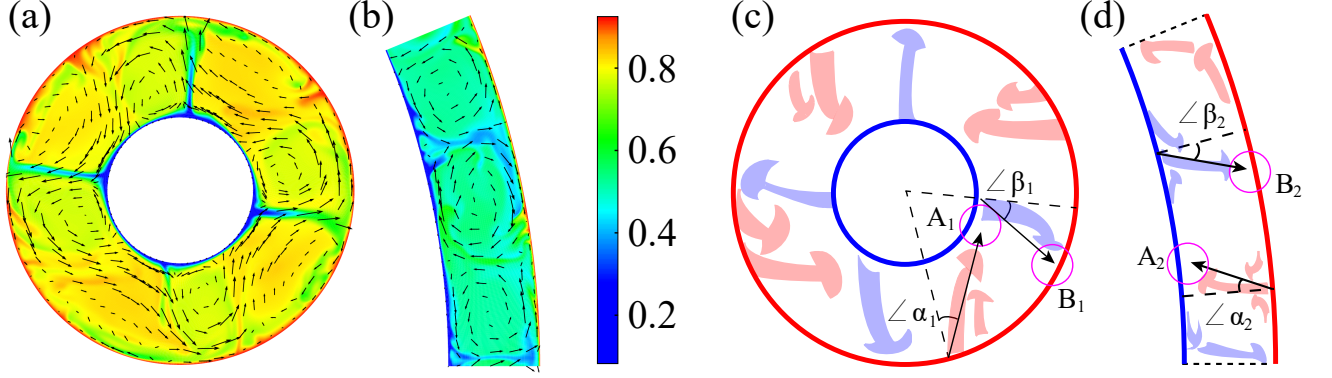 (a)
(b)
0.8
0.6
0.4
0.2
(c)
∠ β₁
A₁
B₁
∠ α₁
(d)
∠ β₂
B₂
A₂
∠ α₂